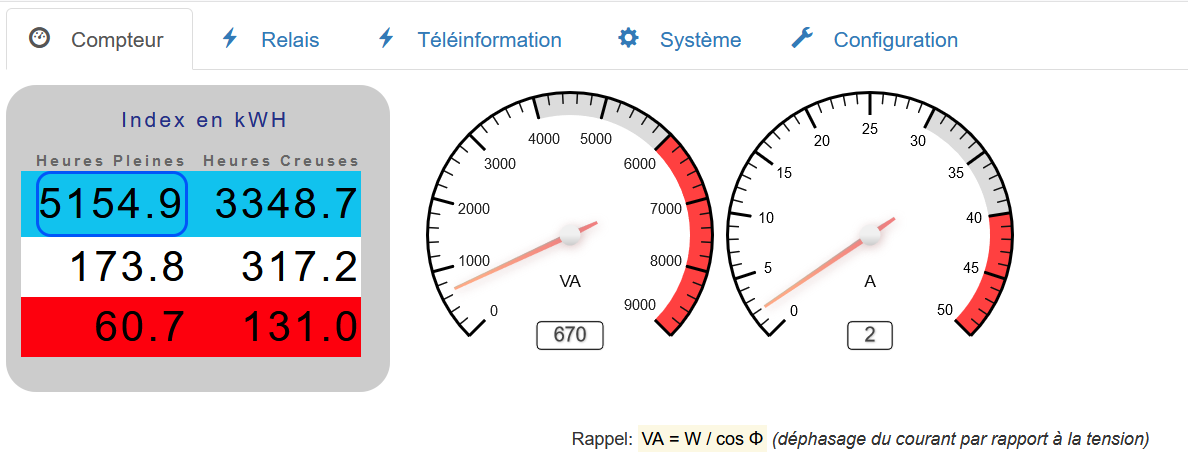 Compteur Relais Téléinformation Système Configuration
Index en kWH
Heures Pleines Heures Creuses
5154.9 3348.7
173.8 317.2
60.7 131.0
0 1000 2000 3000 4000 5000 6000 7000 8000 9000
VA
670
0 5 10 15 20 25 30 35 40 45 50
A
2
Rappel: VA = W / cos Φ (déphasage du courant par rapport à la tension)